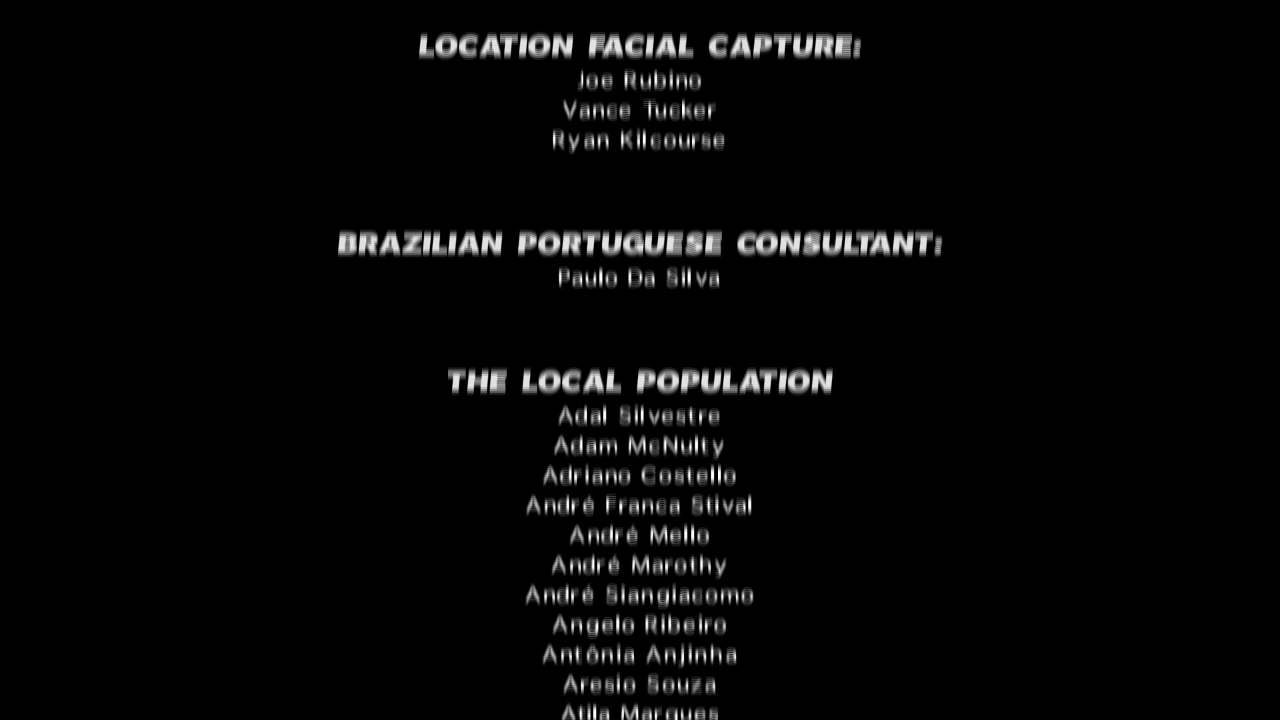 LOCATION FACIAL CAPTURE:
Joe Rubino
Vance Tucker
Ryan Kilcourse
BRAZILIAN PORTUGUESE CONSULTANT:
Paulo Da Silva
THE LOCAL POPULATION
Adal Silvestre
Adam McNulty
Adriano Costello
André Franca Stival
André Mello
André Marothy
André Siangiacomo
Angelo Ribeiro
Antônia Anjinha
Aresio Souza
Atila Marques